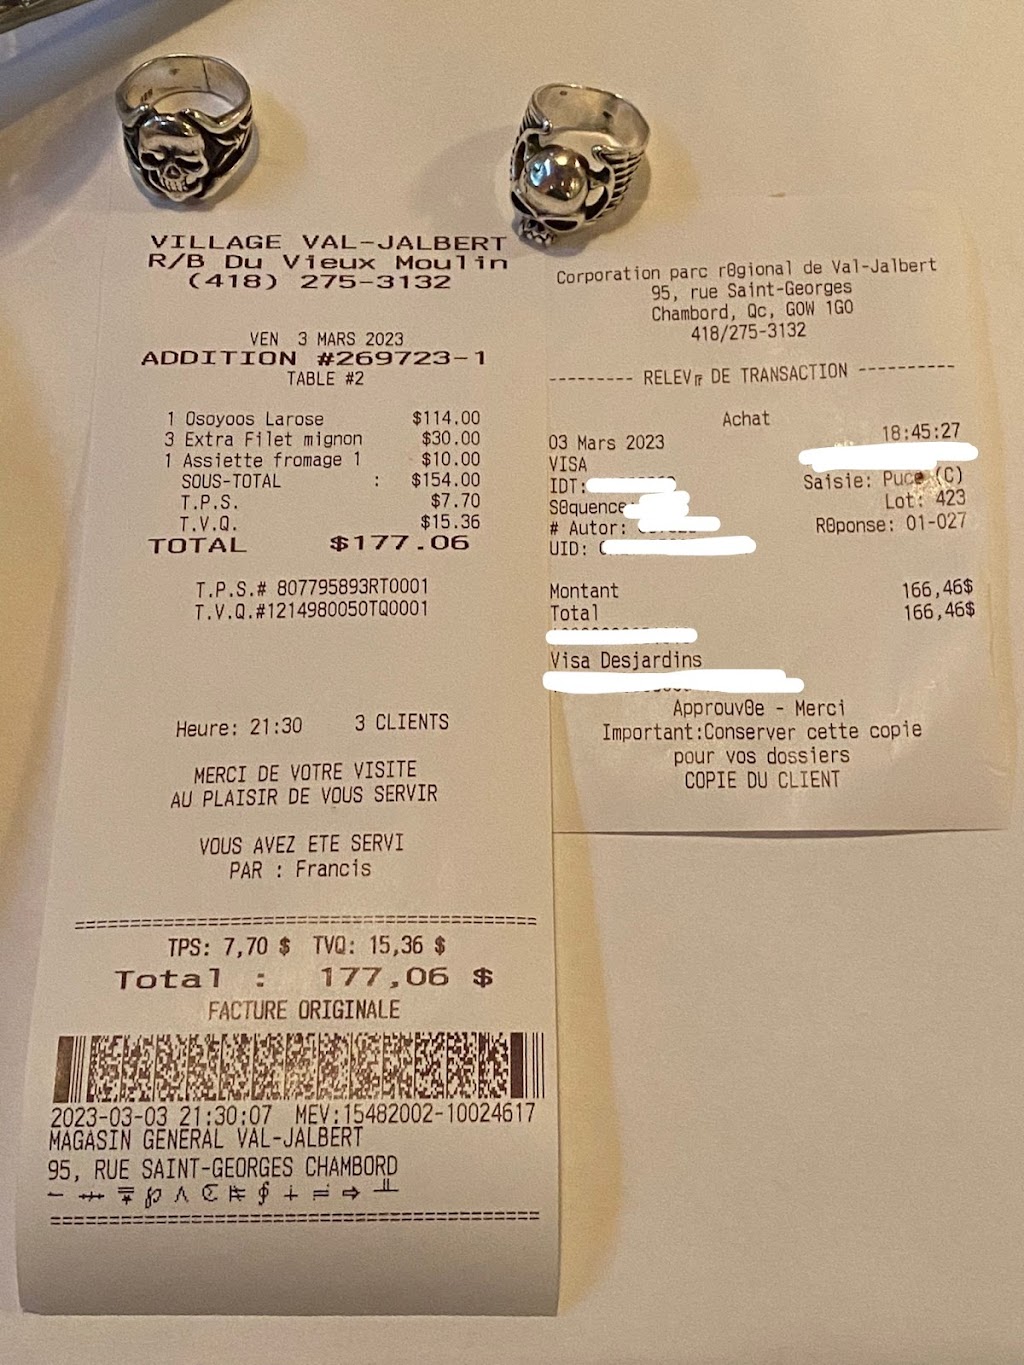 VILLAGE VAL-JALBERT
R/B Du Vieux Moulin
(418) 275-3132
VEN 3 MARS 2023
ADDITION #269723-1
TABLE #2
1 Osoyoos Larose $114.00
3 Extra Filet mignon $30.00
1 Assiette fromage 1 $10.00
SOUS-TOTAL : $154.00
T.P.S. $7.70
T.V.Q. $15.36
TOTAL $177.06
T.P.S.# 807795893RT0001
T.V.Q.#1214980050TQ0001
Heure: 21:30 3 CLIENTS
MERCI DE VOTRE VISITE
AU PLAISIR DE VOUS SERVIR
VOUS AVEZ ETE SERVI
PAR : Francis
TPS: 7,70 $ TVQ: 15,36 $
Total : 177,06 $
FACTURE ORIGINALE
2023-03-03 21:30:07 MEV:15482002-10024617
MAGASIN GENERAL VAL-JALBERT
95, RUE SAINT-GEORGES CHAMBORD
Corporation parc rθgional de Val-Jalbert
95, rue Saint-Georges
Chambord, Qc, G0W 1G0
418/275-3132
--------- RELEV DE TRANSACTION ----------
Achat
03 Mars 2023 18:45:27
VISA
IDT: Saisie: Puce (C)
Sθquence: Lot: 423
# Autor: Rθponse: 01-027
UID:
Montant 166,46$
Total 166,46$
Visa Desjardins
Approuvθe - Merci
Important:Conserver cette copie
pour vos dossiers
COPIE DU CLIENT